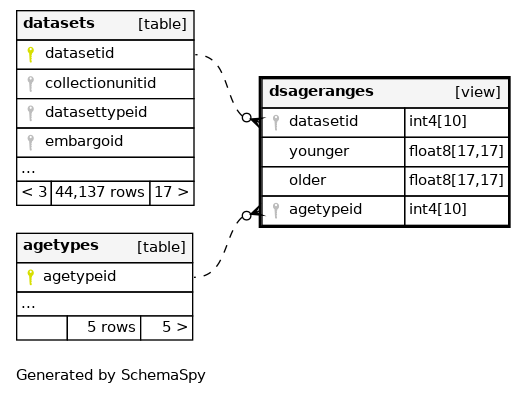 datasets [table]
datasetid
collectionunitid
datasettypeid
embargoid
...
< 3 44,137 rows 17 >
dsageranges [view]
datasetid int4[10]
younger float8[17,17]
older float8[17,17]
agetypeid int4[10]
agetypes [table]
agetypeid
...
5 rows 5 >
Generated by SchemaSpy